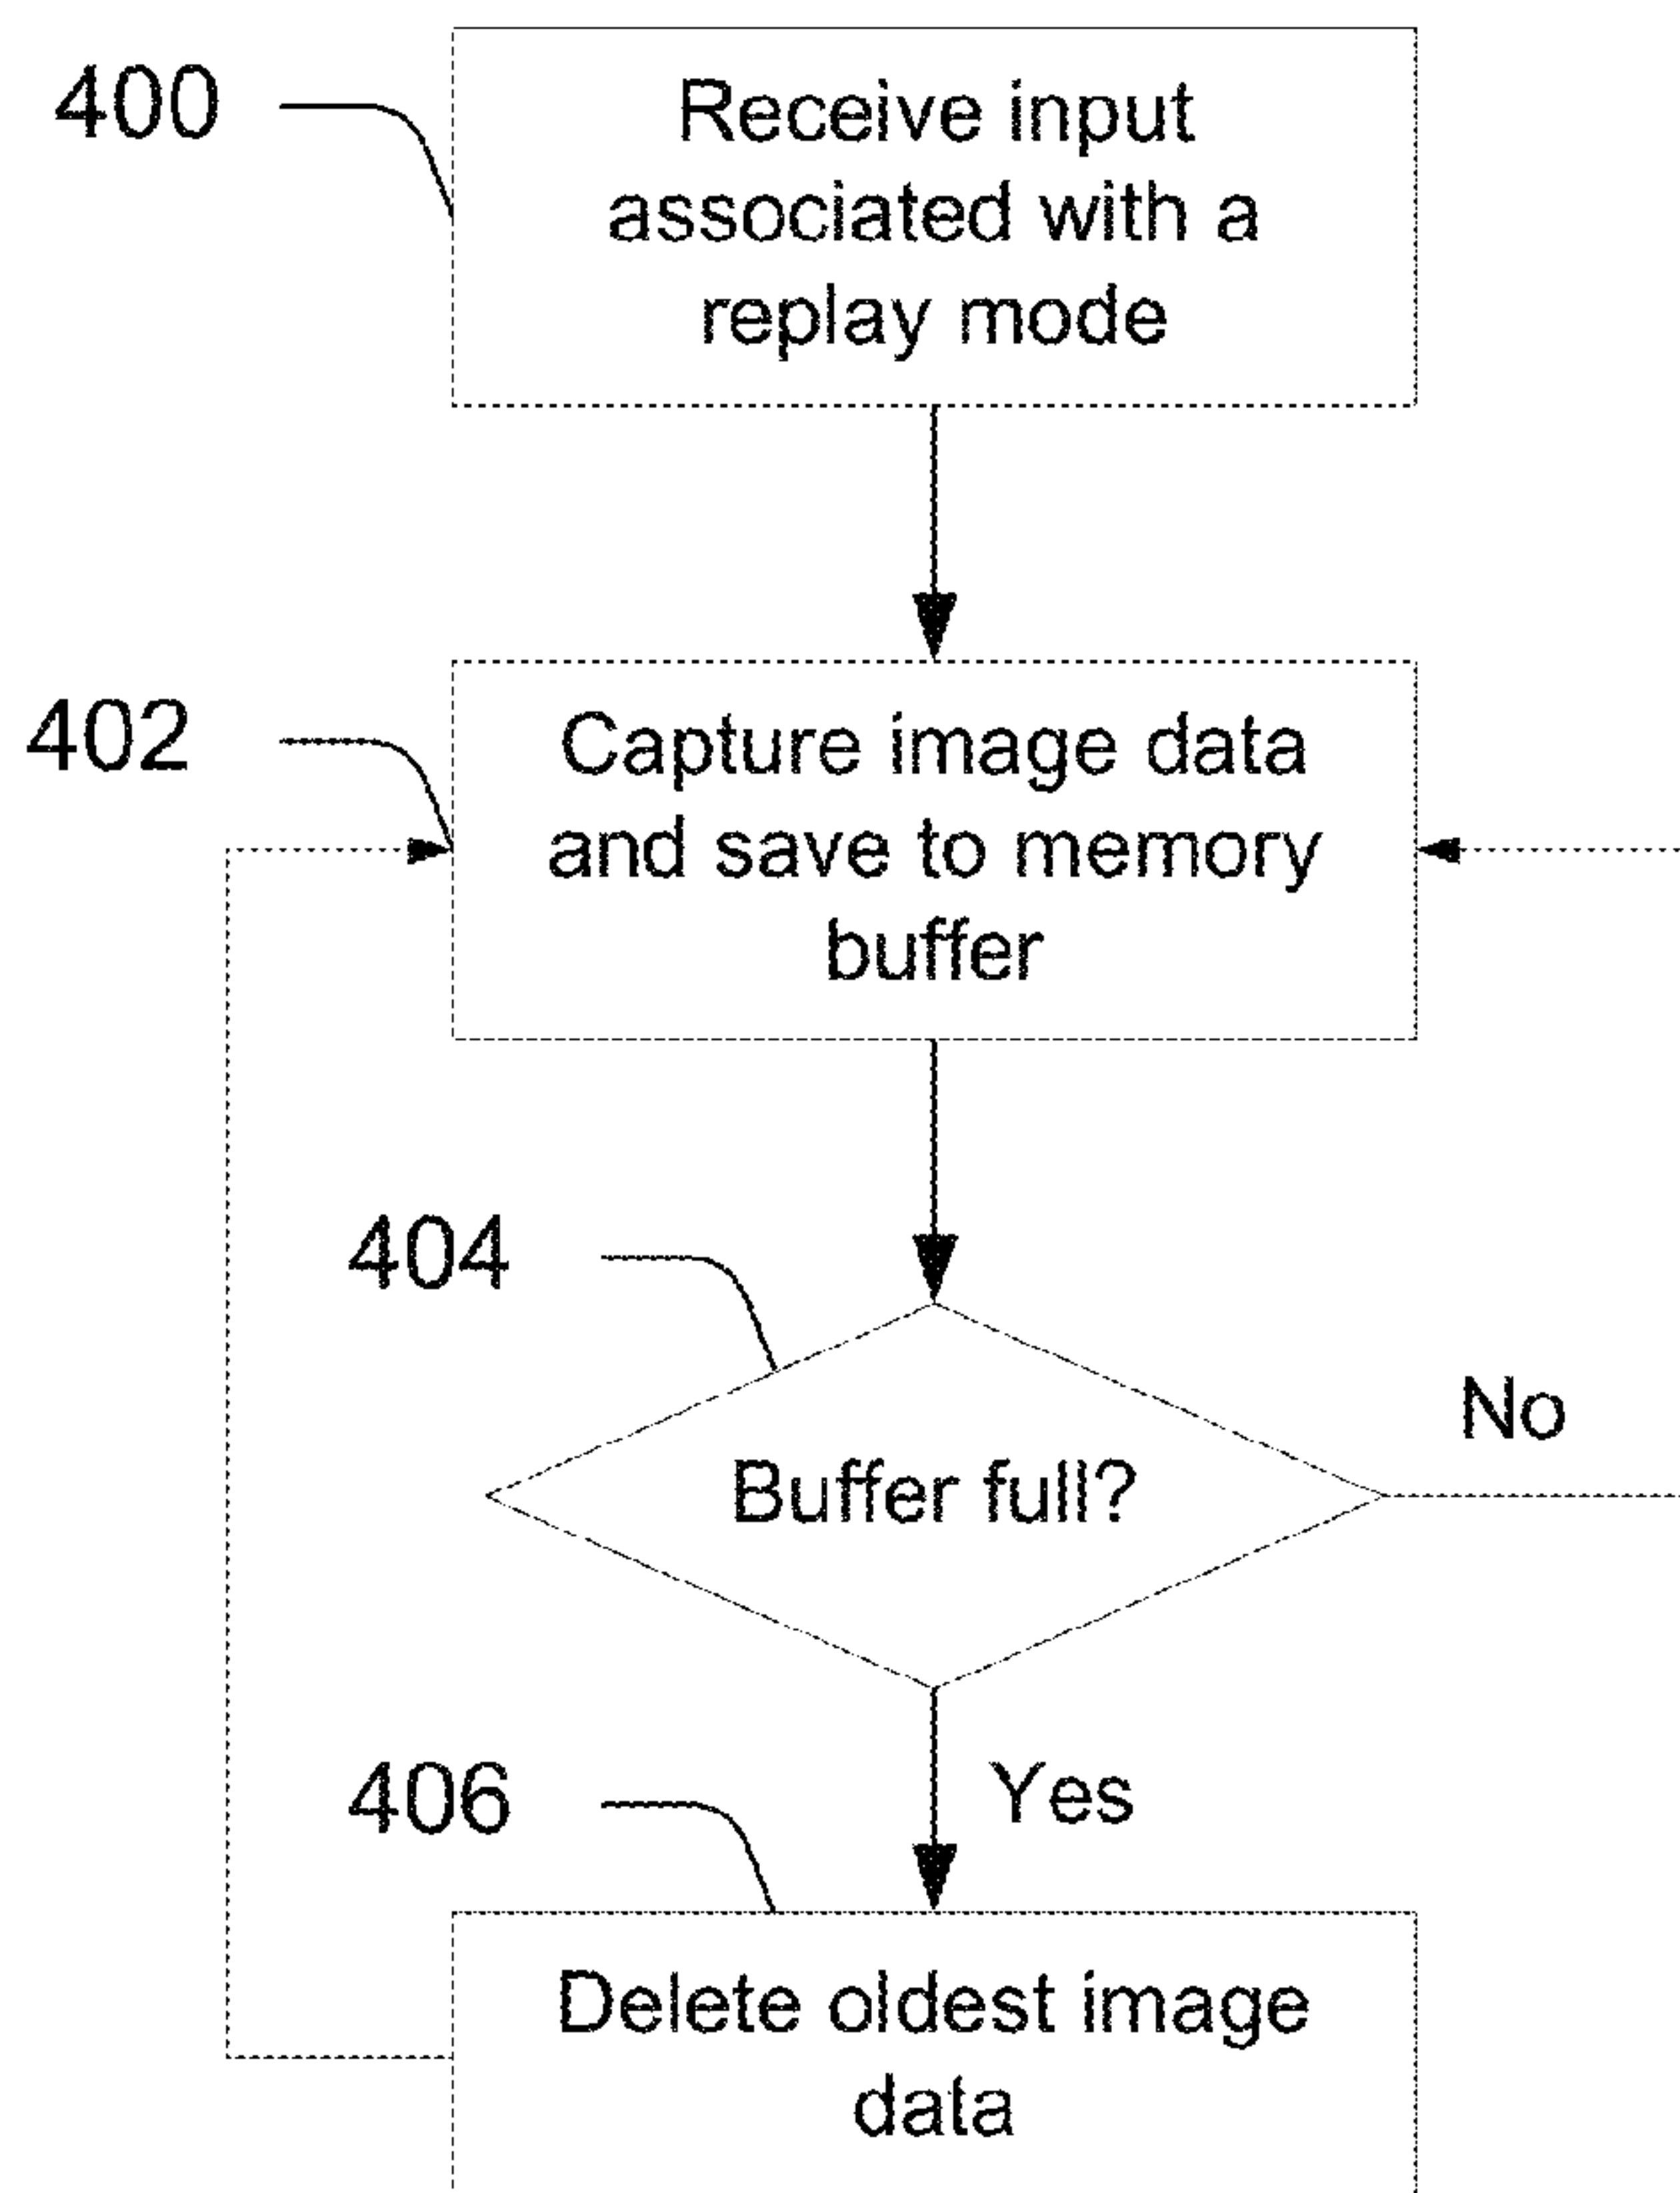 400
Receive input
associated with a
replay mode
402
Capture image data
and save to memory
buffer
404
Buffer full?
No
Yes
406
Delete oldest image
data